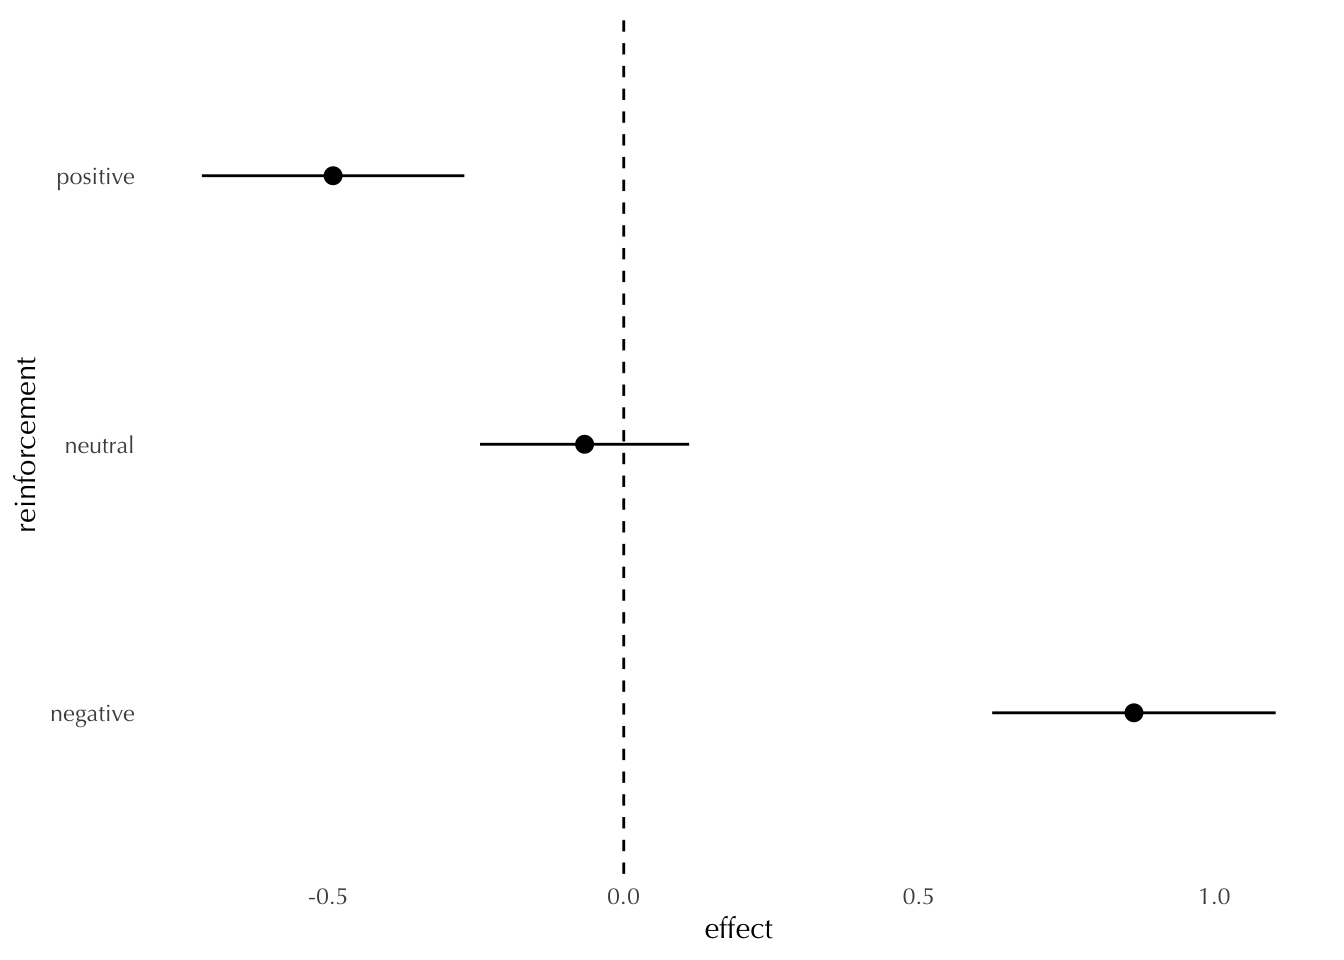 positive
neutral
negative
reinforcement
-0.5
0.0
0.5
1.0
effect